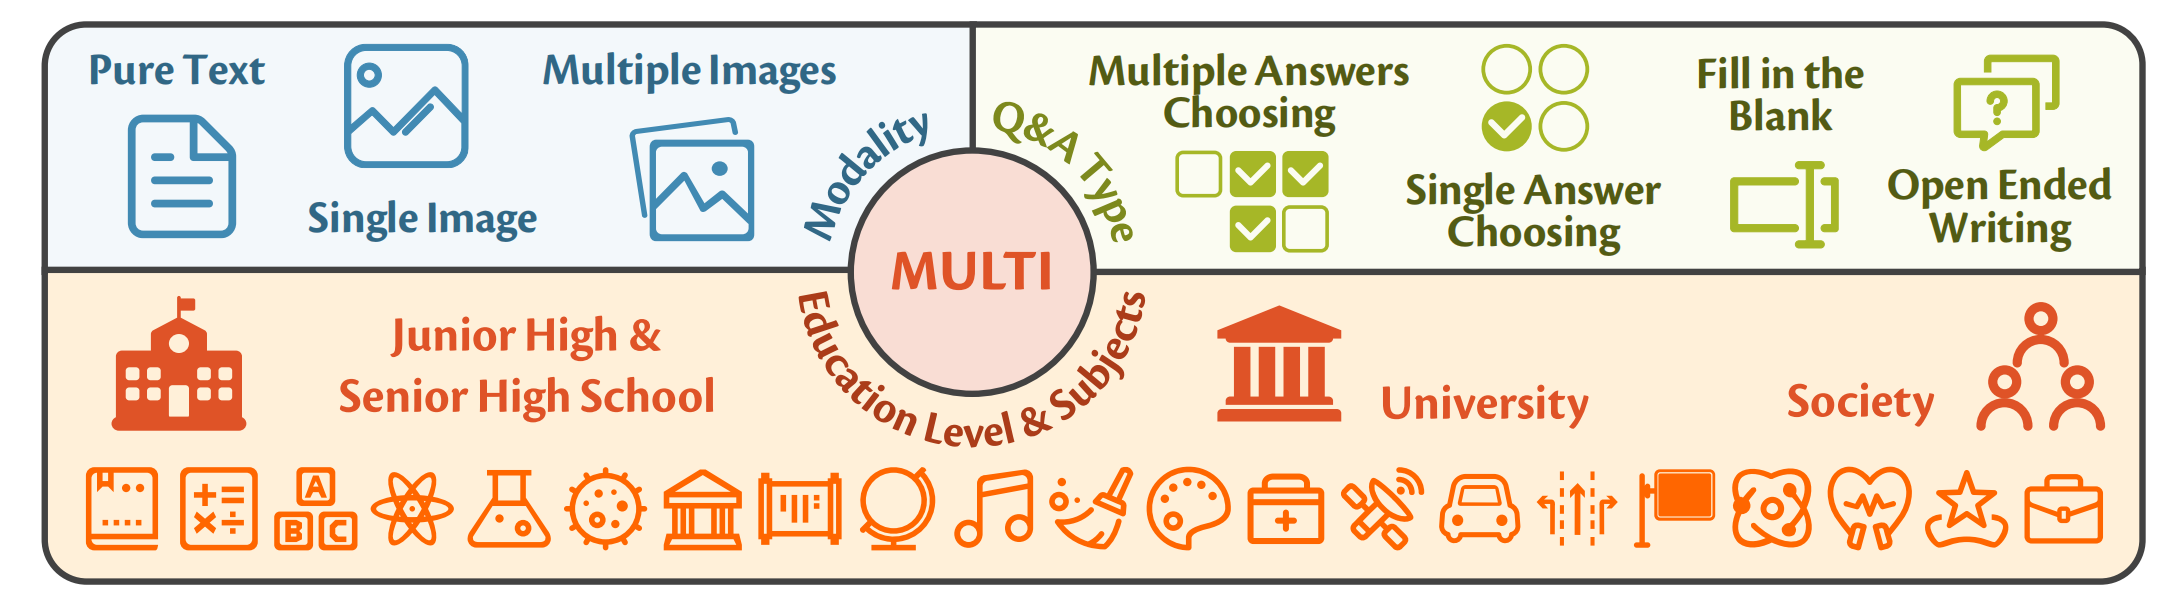 Pure Text
Single Image
Multiple Images
Modality
Q&A Type
Multiple Answers
Choosing
Single Answer
Choosing
Fill in the
Blank
?
Open Ended
Writing
MULTI
Education Level & Subjects
Junior High &
Senior High School
University
Society
A
B C